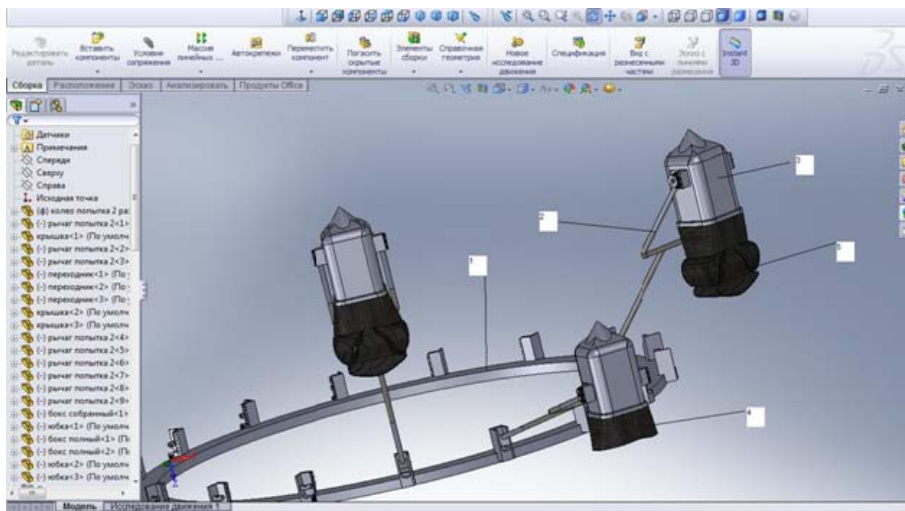 Редактировать деталь
Вставить компоненты
Условия сопряжения
Массив линейных ...
Автокрепежи
Переместить компонент
Погасить скрытые компоненты
Элементы сборки
Справочная геометрия
Новое исследование движения
Спецификация
Вид с разнесенными частями
Эскиз с линиями разнесения
Instant 3D
Сборка Расположение Эскиз Анализировать Продукты Office
Датчики
Примечания
Спереди
Сверху
Справа
Исходная точка
(ф) колесо попытка 2 ра
(-) рычаг попытка 2<1>
крышка<1> (По умолч
(-) рычаг попытка 2<2>
(-) рычаг попытка 2<3>
(-) переходник<1> (По
(-) переходник<2> (По
(-) переходник<3> (По
крышка<2> (По умолч
крышка<3> (По умолч
(-) рычаг попытка 2<4>
(-) рычаг попытка 2<5>
(-) рычаг попытка 2<6>
(-) рычаг попытка 2<7>
(-) рычаг попытка 2<8>
(-) рычаг попытка 2<9>
(-) бокс собранный<1>
(-) юбка<1> (По умолч
(-) бокс полный<1> (П
(-) бокс полный<2> (П
(-) юбка<2> (По умолч
(-) юбка<3> (По умолч
3
2
1
4
Модель Исследование движения 1